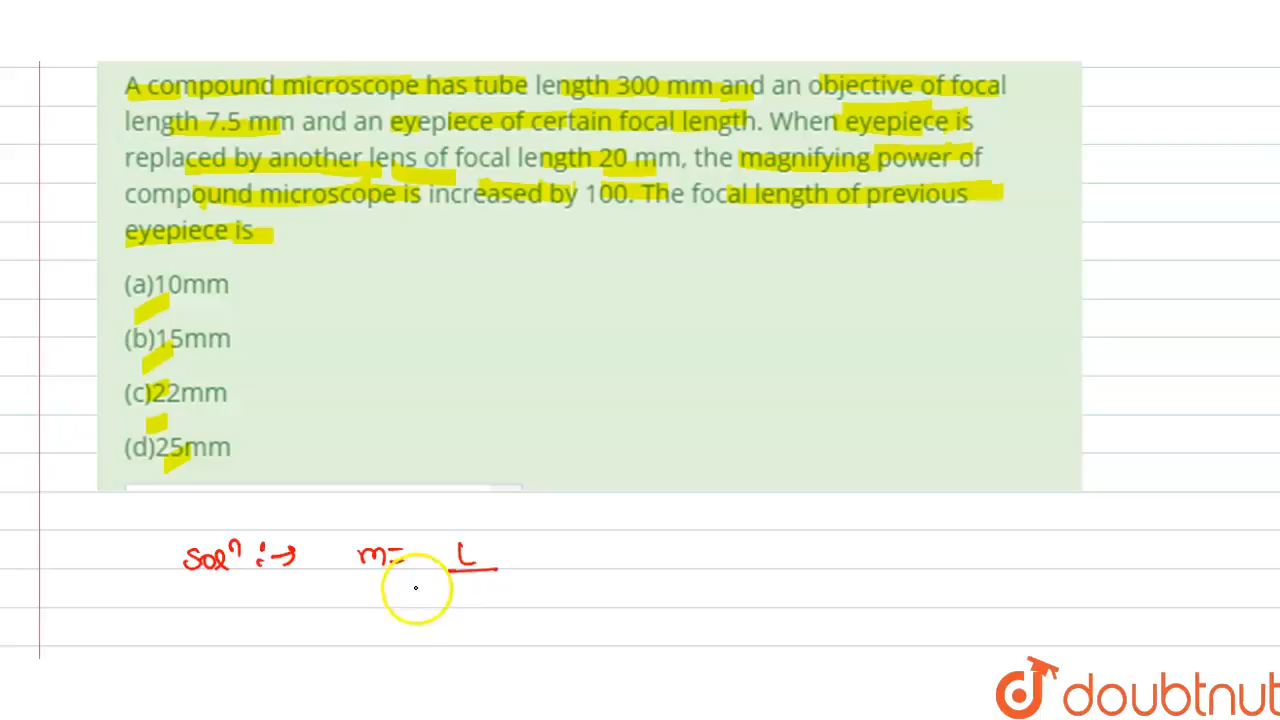 A compound microscope has tube length 300 mm and an objective of focal
length 7.5 mm and an eyepiece of certain focal length. When eyepiece is
replaced by another lens of focal length 20 mm, the magnifying power of
compound microscope is increased by 100. The focal length of previous
eyepiece is
(a)10mm
(b)15mm
(c)22mm
(d)25mm
Solⁿ :→ m= L
doubtnut